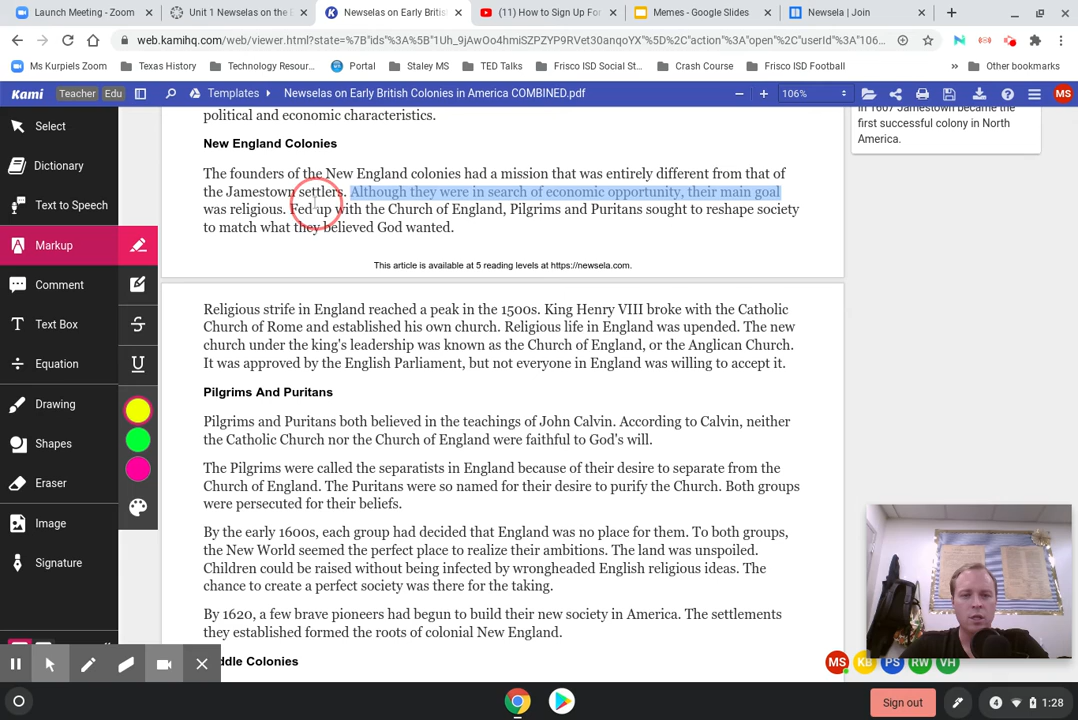 Launch Meeting - Zoom
Unit 1 Newselas on the E
Newselas on Early Britis
(11) How to Sign Up For
Memes - Google Slides
Newsela | Join
web.kamihq.com/web/viewer.html?state=%7B"ids"%3A%5B"1Uh_9jAwOo4hmiSZPZYP9RVet30anqoYX"%5D%2C"action"%3A"open"%2C"userId"%3A"106...
Ms Kurpiels Zoom
Texas History
Technology Resour...
Portal
Staley MS
TED Talks
Frisco ISD Social St...
Crash Course
Frisco ISD Football
Other bookmarks
Kami
Teacher
Edu
Templates
Newselas on Early British Colonies in America COMBINED.pdf
106%
MS
Select
Dictionary
Text to Speech
Markup
Comment
Text Box
Equation
Drawing
Shapes
Eraser
Image
Signature
political and economic characteristics.
New England Colonies
The founders of the New England colonies had a mission that was entirely different from that of
the Jamestown settlers. Although they were in search of economic opportunity, their main goal
was religious. Fed up with the Church of England, Pilgrims and Puritans sought to reshape society
to match what they believed God wanted.
This article is available at 5 reading levels at https://newsela.com.
Religious strife in England reached a peak in the 1500s. King Henry VIII broke with the Catholic
Church of Rome and established his own church. Religious life in England was upended. The new
church under the king's leadership was known as the Church of England, or the Anglican Church.
It was approved by the English Parliament, but not everyone in England was willing to accept it.
Pilgrims And Puritans
Pilgrims and Puritans both believed in the teachings of John Calvin. According to Calvin, neither
the Catholic Church nor the Church of England were faithful to God's will.
The Pilgrims were called the separatists in England because of their desire to separate from the
Church of England. The Puritans were so named for their desire to purify the Church. Both groups
were persecuted for their beliefs.
By the early 1600s, each group had decided that England was no place for them. To both groups,
the New World seemed the perfect place to realize their ambitions. The land was unspoiled.
Children could be raised without being infected by wrongheaded English religious ideas. The
chance to create a perfect society was there for the taking.
By 1620, a few brave pioneers had begun to build their new society in America. The settlements
they established formed the roots of colonial New England.
ddle Colonies
In 1607 Jamestown became the
first successful colony in North
America.
MS
KB
PS
RW
VH
Sign out
4
1:28